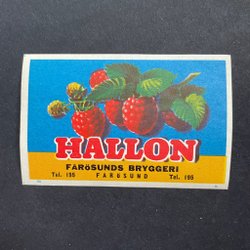 HALLON
FÅRöSUNDS BRYGGERI
Tel. 195 FÅRöSUND Tel. 195